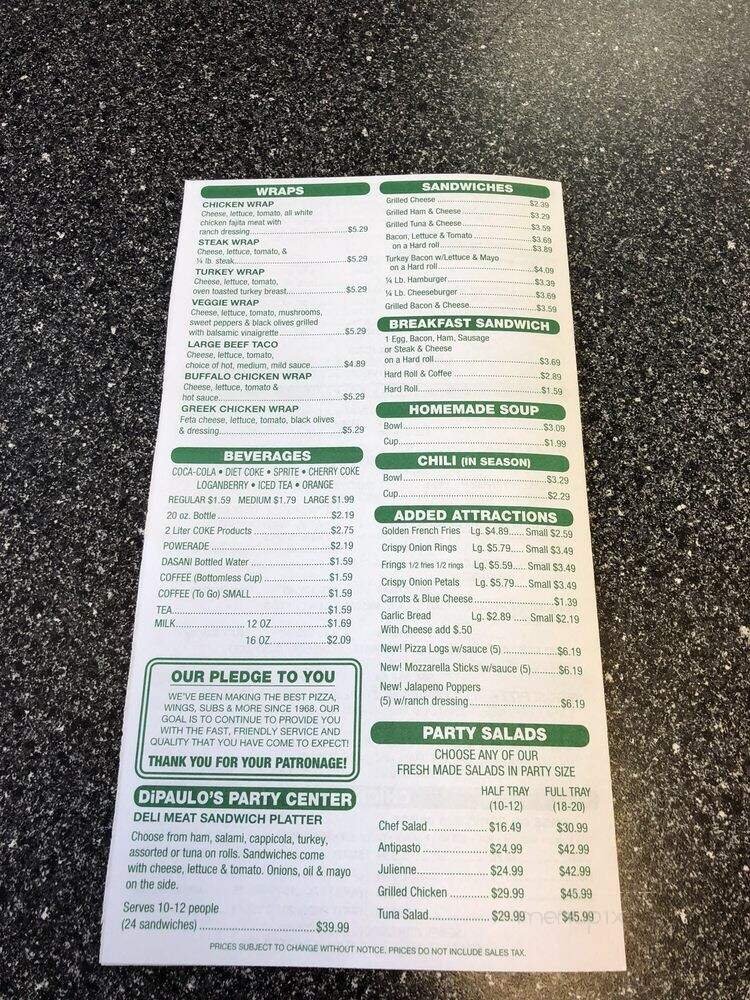 WRAPS
CHICKEN WRAP
Cheese, lettuce, tomato, all white
chicken fajita meat with
ranch dressing.....$5.29
STEAK WRAP
Cheese, lettuce, tomato, &
¼ lb. steak.....$5.29
TURKEY WRAP
Cheese, lettuce, tomato,
oven toasted turkey breast.....$5.29
VEGGIE WRAP
Cheese, lettuce, tomato, mushrooms,
sweet peppers & black olives grilled
with balsamic vinaigrette.....$5.29
LARGE BEEF TACO
Cheese, lettuce, tomato,
choice of hot, medium, mild sauce.....$4.89
BUFFALO CHICKEN WRAP
Cheese, lettuce, tomato &
hot sauce.....$5.29
GREEK CHICKEN WRAP
Feta cheese, lettuce, tomato, black olives
& dressing.....$5.29
BEVERAGES
COCA-COLA • DIET COKE • SPRITE • CHERRY COKE
LOGANBERRY • ICED TEA • ORANGE
REGULAR $1.59 MEDIUM $1.79 LARGE $1.99
20 oz. Bottle.....$2.19
2 Liter COKE Products.....$2.75
POWERADE.....$2.19
DASANI Bottled Water.....$1.59
COFFEE (Bottomless Cup).....$1.59
COFFEE (To Go) SMALL.....$1.59
TEA.....$1.59
MILK.....12 OZ.....$1.69
16 OZ.....$2.09
OUR PLEDGE TO YOU
WE'VE BEEN MAKING THE BEST PIZZA,
WINGS, SUBS & MORE SINCE 1968. OUR
GOAL IS TO CONTINUE TO PROVIDE YOU
WITH THE FAST, FRIENDLY SERVICE AND
QUALITY THAT YOU HAVE COME TO EXPECT!
THANK YOU FOR YOUR PATRONAGE!
DiPAULO'S PARTY CENTER
DELI MEAT SANDWICH PLATTER
Choose from ham, salami, cappicola, turkey,
assorted or tuna on rolls. Sandwiches come
with cheese, lettuce & tomato. Onions, oil & mayo
on the side.
Serves 10-12 people
(24 sandwiches).....$39.99
SANDWICHES
Grilled Cheese.....$2.39
Grilled Ham & Cheese.....$3.29
Grilled Tuna & Cheese.....$3.59
Bacon, Lettuce & Tomato.....$3.69
on a Hard roll.....$3.89
Turkey Bacon w/Lettuce & Mayo
on a Hard roll.....$4.09
¼ Lb. Hamburger.....$3.39
¼ Lb. Cheeseburger.....$3.69
Grilled Bacon & Cheese.....$3.59
BREAKFAST SANDWICH
1 Egg, Bacon, Ham, Sausage
or Steak & Cheese
on a Hard roll.....$3.69
Hard Roll & Coffee.....$2.89
Hard Roll.....$1.59
HOMEMADE SOUP
Bowl.....$3.09
Cup.....$1.99
CHILI (IN SEASON)
Bowl.....$3.29
Cup.....$2.29
ADDED ATTRACTIONS
Golden French Fries Lg. $4.89..... Small $2.59
Crispy Onion Rings Lg. $5.79..... Small $3.49
Frings 1/2 fries 1/2 rings Lg. $5.59..... Small $3.49
Crispy Onion Petals Lg. $5.79..... Small $3.49
Carrots & Blue Cheese.....$1.39
Garlic Bread Lg. $2.89 ..... Small $2.19
With Cheese add $.50
New! Pizza Logs w/sauce (5).....$6.19
New! Mozzarella Sticks w/sauce (5).....$6.19
New! Jalapeno Poppers
(5) w/ranch dressing.....$6.19
PARTY SALADS
CHOOSE ANY OF OUR
FRESH MADE SALADS IN PARTY SIZE
HALF TRAY FULL TRAY
(10-12) (18-20)
Chef Salad.....$16.49 $30.99
Antipasto.....$24.99 $42.99
Julienne.....$24.99 $42.99
Grilled Chicken.....$29.99 $45.99
Tuna Salad.....$29.99 $45.99
PRICES SUBJECT TO CHANGE WITHOUT NOTICE. PRICES DO NOT INCLUDE SALES TAX.